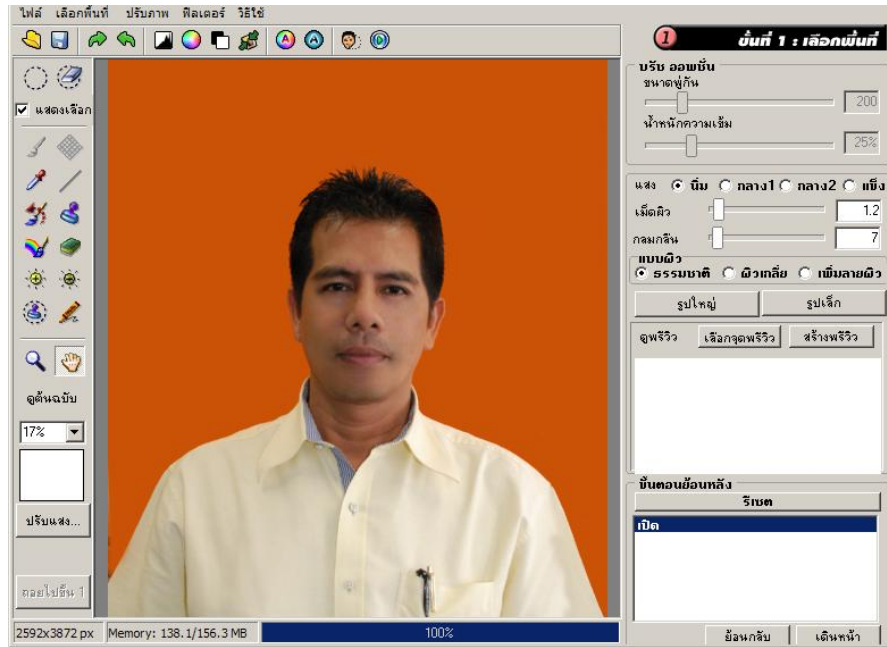 ไฟล์ เลือกพื้นที่ ปรับภาพ ฟิลเตอร์ วิธีใช้
1 ขั้นที่ 1 : เลือกพื้นที่
แสดงเลือก
ดูต้นฉบับ
17%
ปรับแสง...
ถอยไปขั้น 1
บรัช ออพชั่น
ขนาดพู่กัน
200
น้ำหนักความเข้ม
25%
แสง นิ่ม กลาง1 กลาง2 แข็ง
เม็ดผิว 1.2
กลมกลืน 7
แบบผิว
ธรรมชาติ ผิวเกลี่ย เพิ่มลายผิว
รูปใหญ่ รูปเล็ก
ดูพรีวิว เลือกจุดพรีวิว สร้างพรีวิว
ขั้นตอนย้อนหลัง
รีเซต
เปิด
ย้อนกลับ เดินหน้า
2592x3872 px Memory: 138.1/156.3 MB 100%